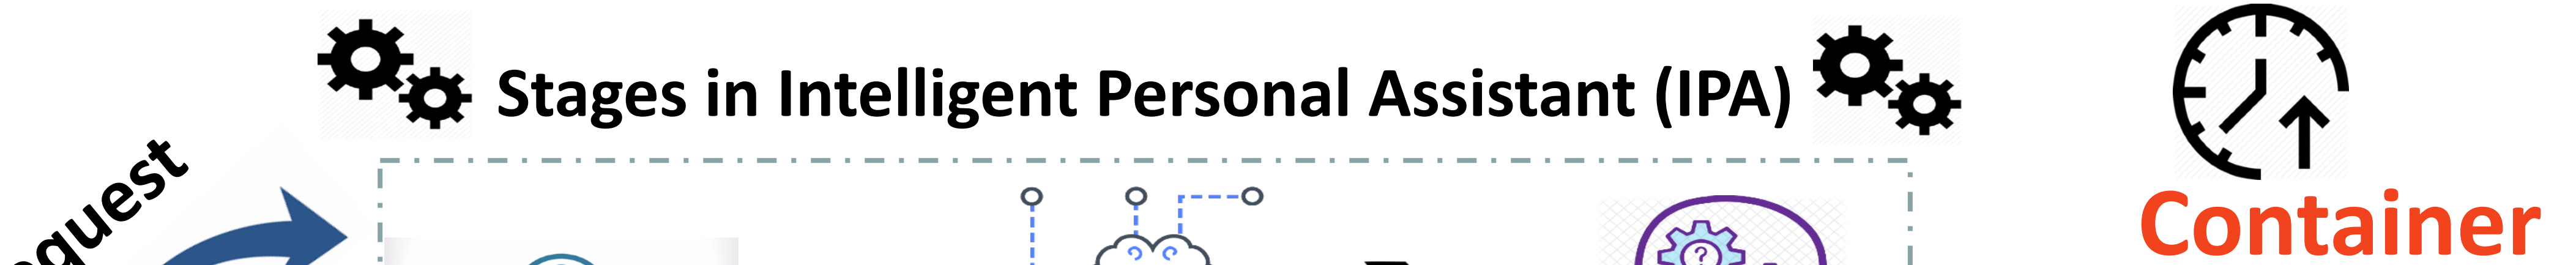 Stages in Intelligent Personal Assistant (IPA)
Container
?